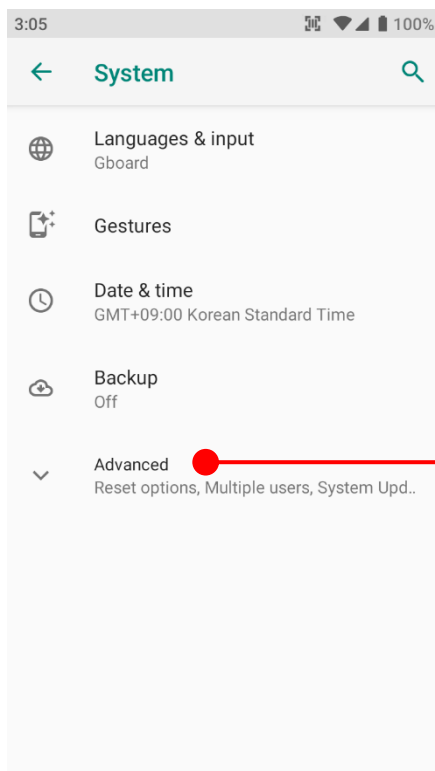 3:05
100%
System
Languages & input
Gboard
Gestures
Date & time
GMT+09:00 Korean Standard Time
Backup
Off
Advanced
Reset options, Multiple users, System Upd..